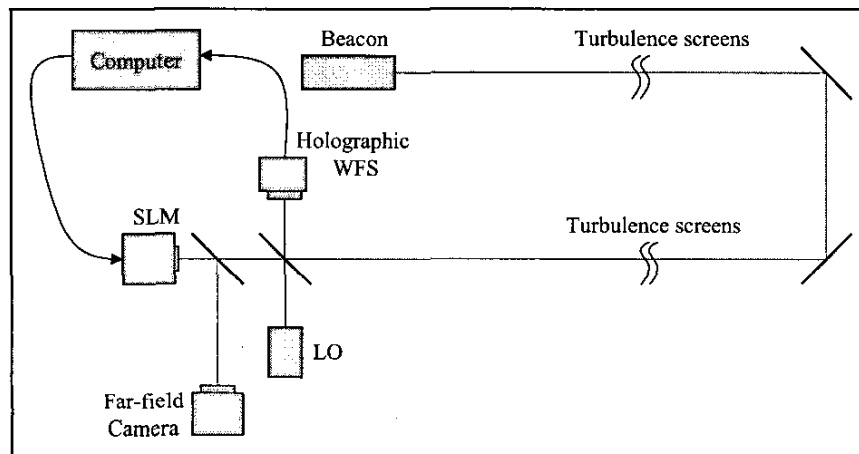 Computer
Beacon
Turbulence screens
Holographic
WFS
SLM
Turbulence screens
LO
Far-field
Camera